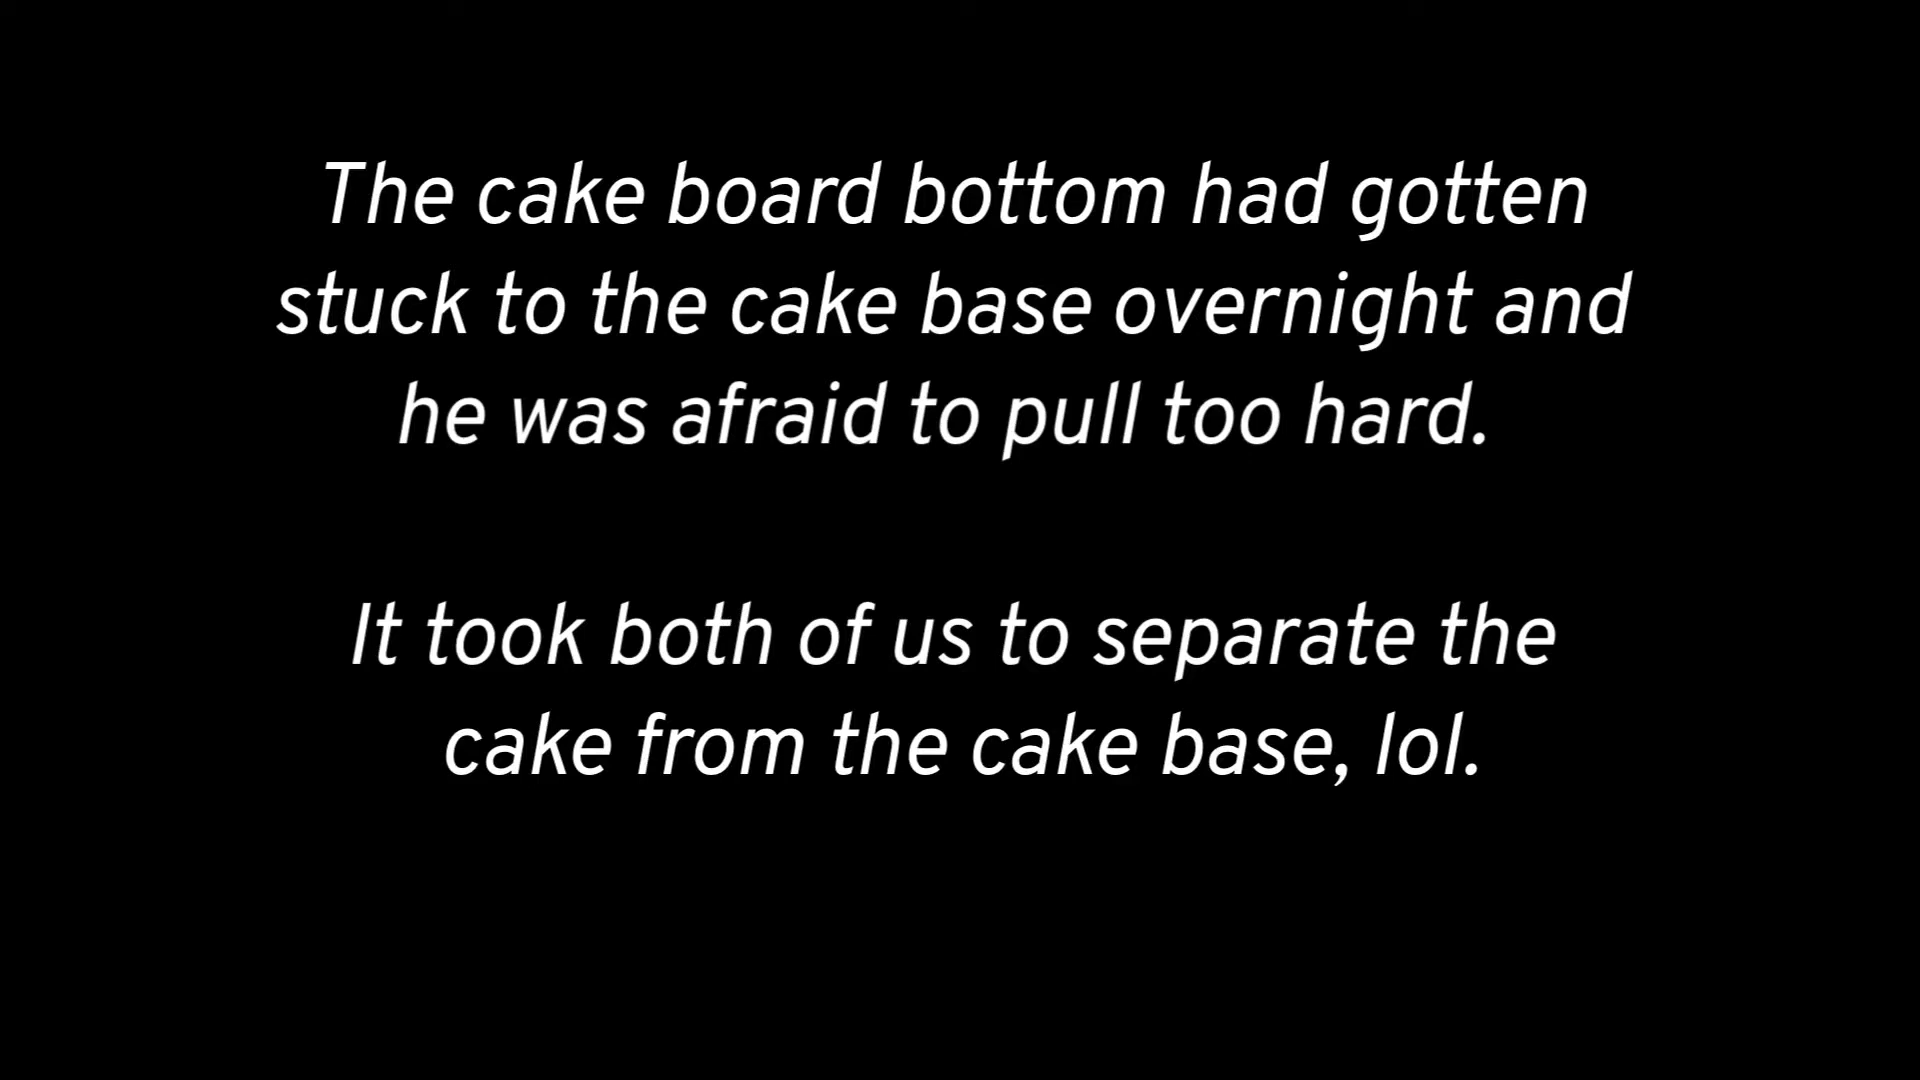 The cake board bottom had gotten
stuck to the cake base overnight and
he was afraid to pull too hard.
It took both of us to separate the
cake from the cake base, lol.